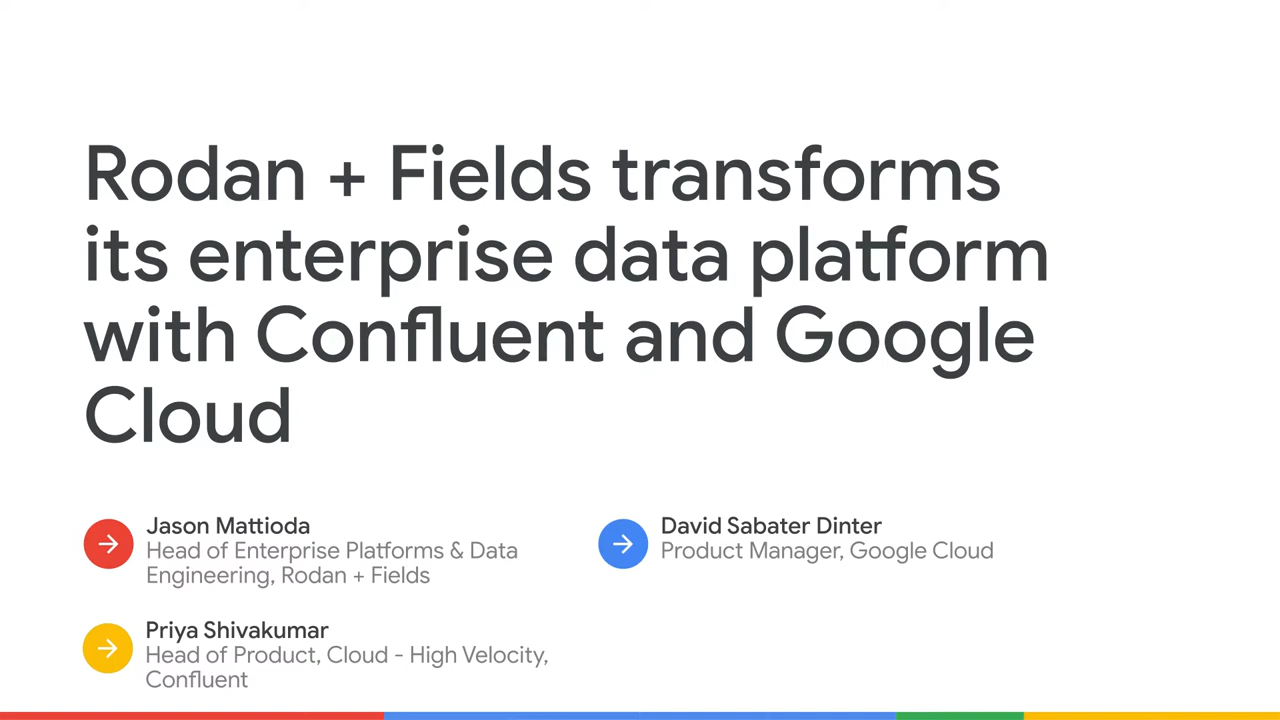 Rodan + Fields transforms
its enterprise data platform
with Confluent and Google
Cloud
Jason Mattioda
Head of Enterprise Platforms & Data
Engineering, Rodan + Fields
David Sabater Dinter
Product Manager, Google Cloud
Priya Shivakumar
Head of Product, Cloud - High Velocity,
Confluent